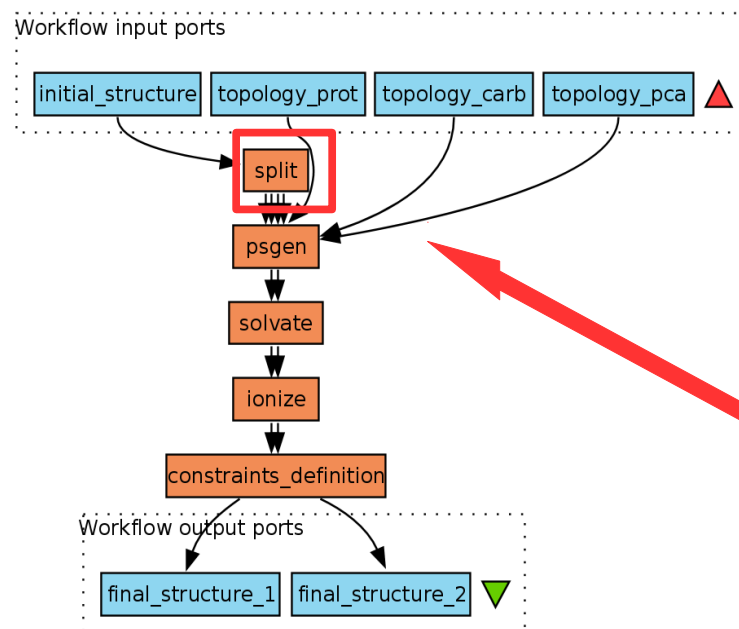 Workflow input ports
initial_structure topology_prot topology_carb topology_pca
split
psgen
solvate
ionize
constraints_definition
Workflow output ports
final_structure_1 final_structure_2